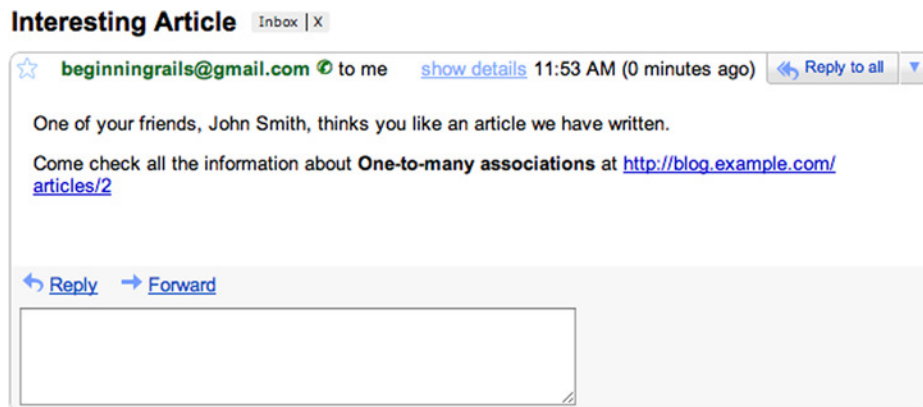 Interesting Article Inbox | X
beginningrails@gmail.com to me show details 11:53 AM (0 minutes ago) Reply to all
One of your friends, John Smith, thinks you like an article we have written.
Come check all the information about One-to-many associations at http://blog.example.com/
articles/2
Reply Forward